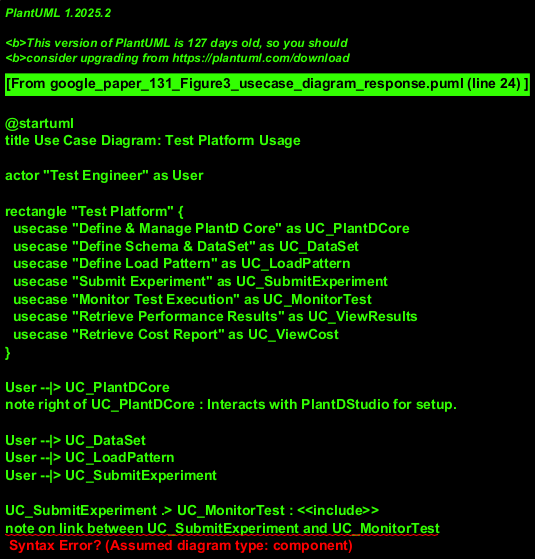 PlantUML 1.2025.2
<b>This version of PlantUML is 127 days old, so you should
<b>consider upgrading from https://plantuml.com/download
[From google_paper_131_Figure3_usecase_diagram_response.puml (line 24) ]
@startuml
title Use Case Diagram: Test Platform Usage
actor "Test Engineer" as User
rectangle "Test Platform" {
usecase "Define & Manage PlantD Core" as UC_PlantDCore
usecase "Define Schema & DataSet" as UC_DataSet
usecase "Define Load Pattern" as UC_LoadPattern
usecase "Submit Experiment" as UC_SubmitExperiment
usecase "Monitor Test Execution" as UC_MonitorTest
usecase "Retrieve Performance Results" as UC_ViewResults
usecase "Retrieve Cost Report" as UC_ViewCost
}
User --|> UC_PlantDCore
note right of UC_PlantDCore : Interacts with PlantDStudio for setup.
User --|> UC_DataSet
User --|> UC_LoadPattern
User --|> UC_SubmitExperiment
UC_SubmitExperiment .> UC_MonitorTest : <<include>>
note on link between UC_SubmitExperiment and UC_MonitorTest
Syntax Error? (Assumed diagram type: component)